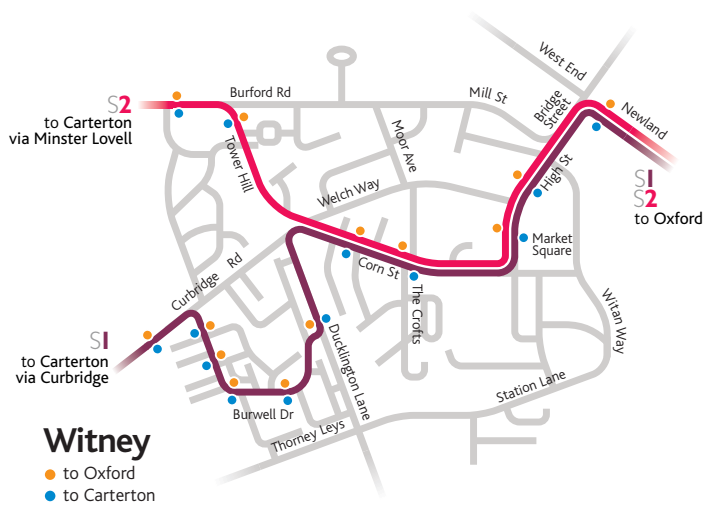 West End
Burford Rd
Mill St
Bridge
Street
Newland
S2
to Carterton
via Minster Lovell
Tower Hill
Moor Ave
Welch Way
High St
S1
S2
to Oxford
Market
Square
Corn St
Curbridge Rd
The Crofts
Witan Way
S1
to Carterton
via Curbridge
Ducklington Lane
Station Lane
Burwell Dr
Thorney Leys
Witney
to Oxford
to Carterton